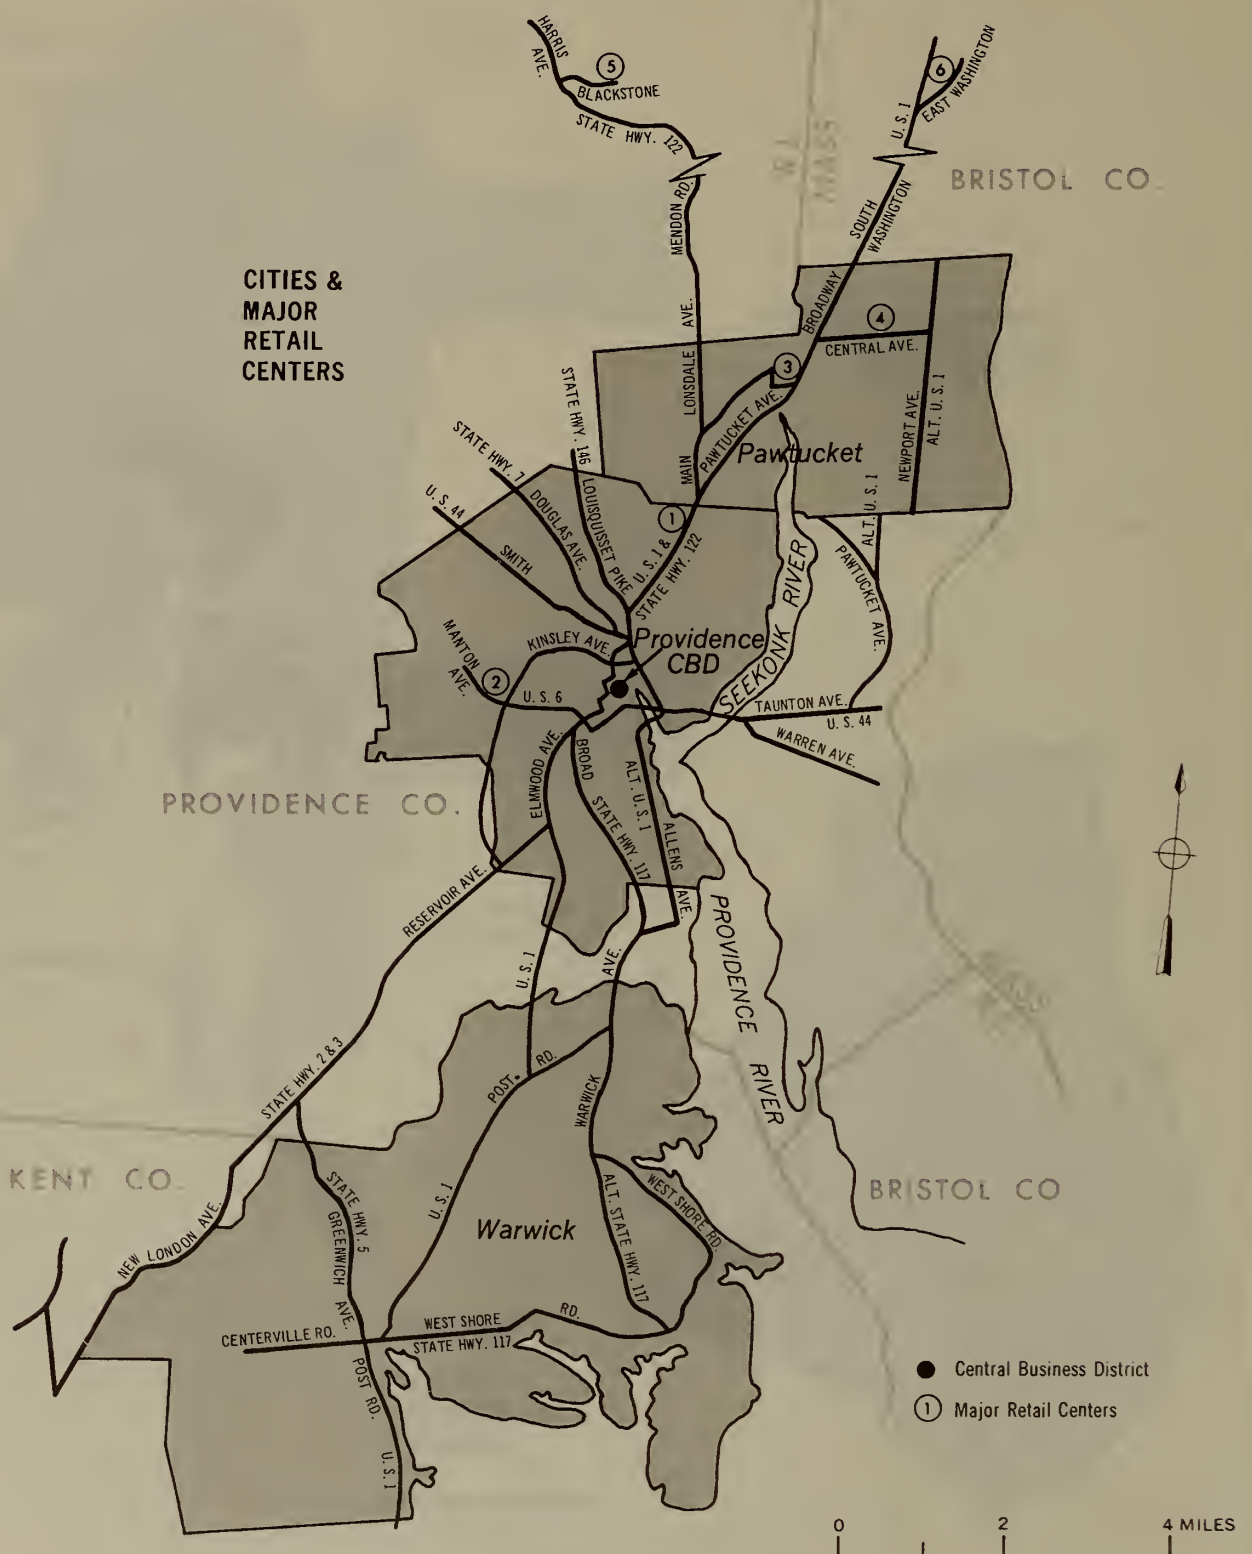 HARRIS
AVE.
5
BLACKSTONE
STATE HWY. 122
6
EAST WASHINGTON
U.S. 1
R I
MASS
BRISTOL CO.
MENDON RD.
SOUTH
WASHINGTON
CITIES &
MAJOR
RETAIL
CENTERS
BROADWAY
4
CENTRAL AVE.
LONSDALE AVE.
3
PAWTUCKET AVE.
MAIN
NEWPORT AVE.
ALT. U.S. 1
Pawtucket
STATE HWY. 146
LOUISQUISSET PIKE
STATE HWY. 7
DOUGLAS AVE.
U.S. 44
SMITH
1
U.S. 1 &
STATE HWY. 122
ALT. U.S. 1
PAWTUCKET AVE.
SEEKONK RIVER
MANTON
AVE.
KINSLEY AVE.
Providence
CBD
2
U.S. 6
TAUNTON AVE.
U.S. 44
WARREN AVE.
ELMWOOD AVE.
BROAD
STATE HWY. 117
ALT. U.S. 1
ALLENS
AVE.
PROVIDENCE CO.
RESERVOIR AVE.
PROVIDENCE RIVER
U.S. 1
AVE.
STATE HWY. 2 & 3
POST
RD.
WARWICK
KENT CO.
BRISTOL CO
NEW LONDON AVE.
STATE HWY. 5
GREENWICH
AVE.
U.S. 1
Warwick
ALT. STATE HWY. 117
WEST SHORE RD.
CENTERVILLE RO.
WEST SHORE
RD.
STATE HWY. 117
POST RD.
U.S. 1
Central Business District
1 Major Retail Centers
0 2 4 MILES